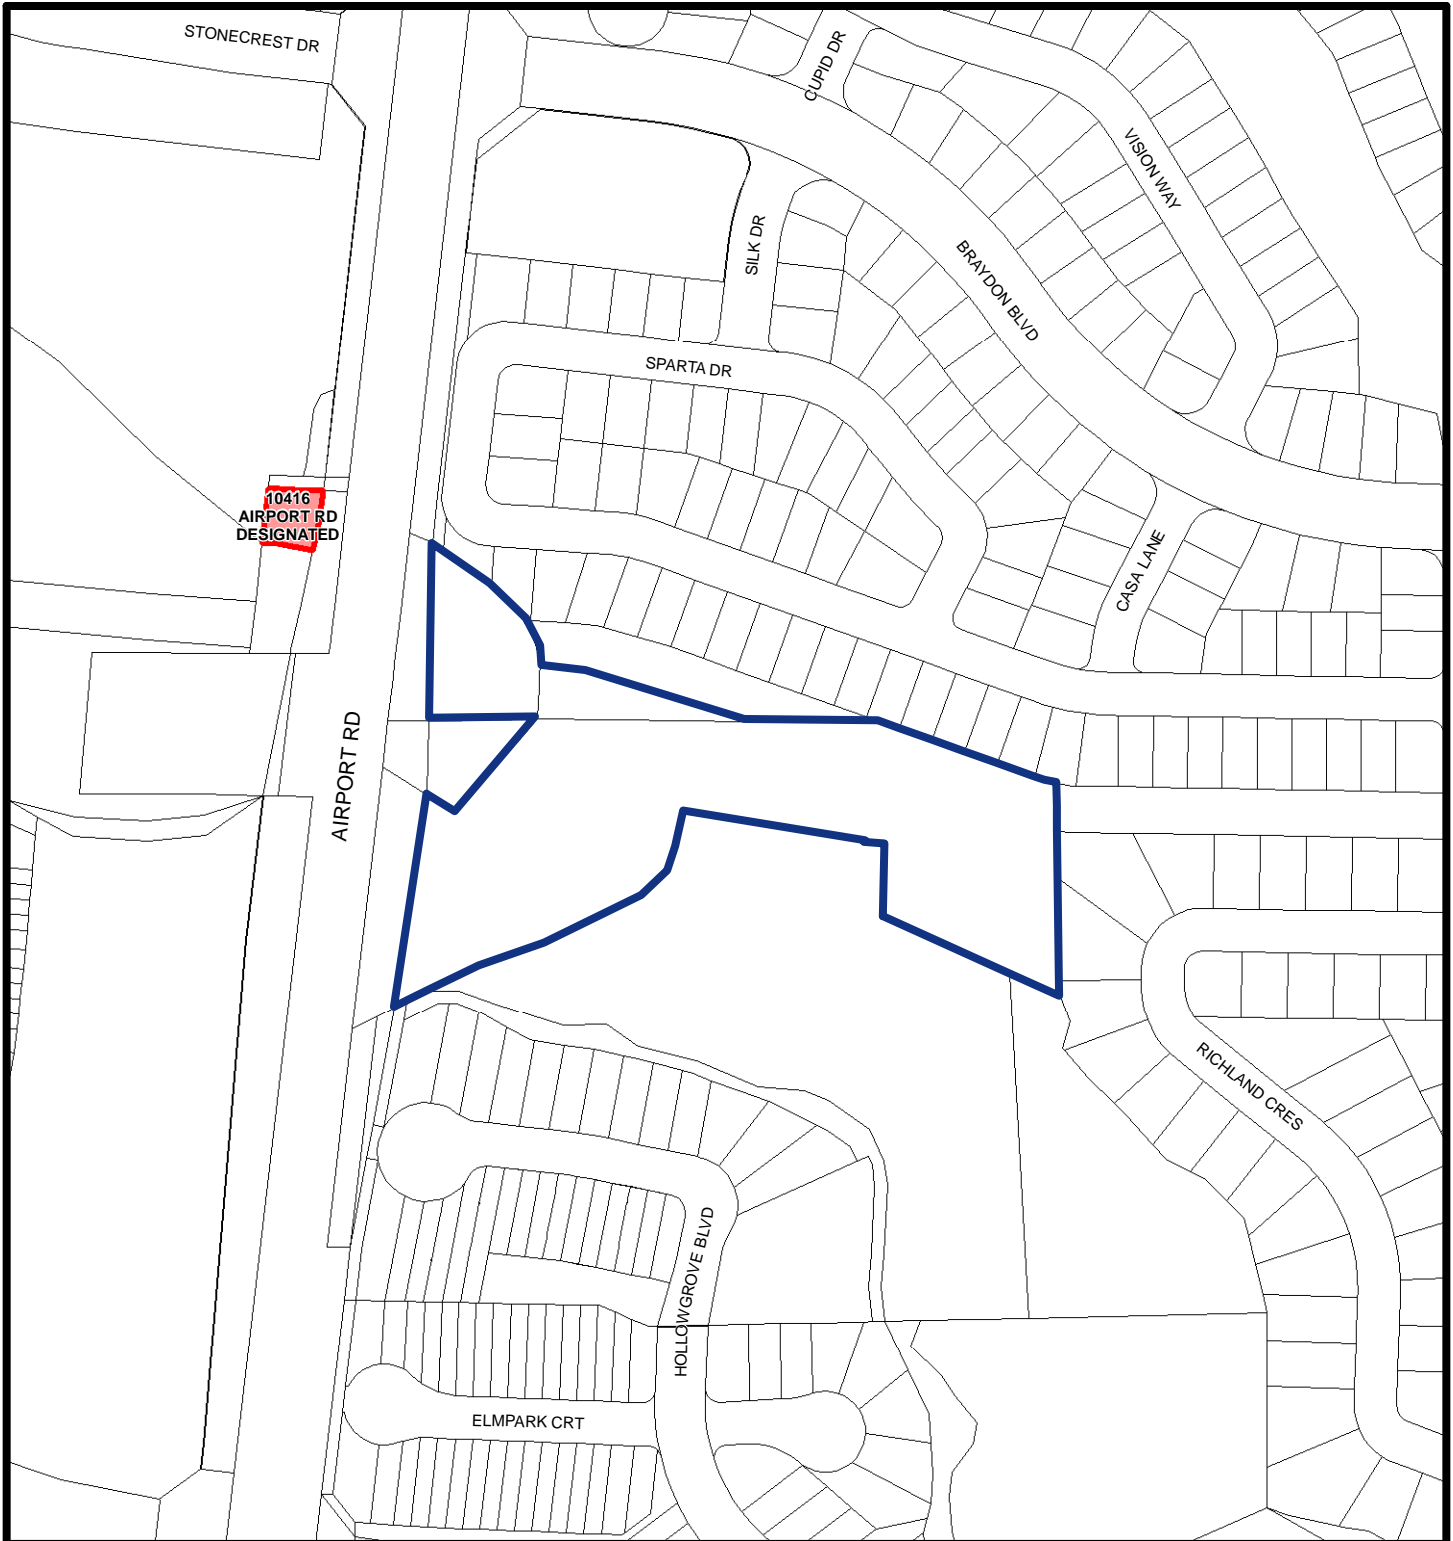 STONECREST DR
CUPID DR
VISION WAY
SILK DR
BRAYDON BLVD
SPARTA DR
10416
AIRPORT RD
DESIGNATED
CASA LANE
AIRPORT RD
RICHLAND CRES
HOLLOWGROVE BLVD
ELMPARK CRT